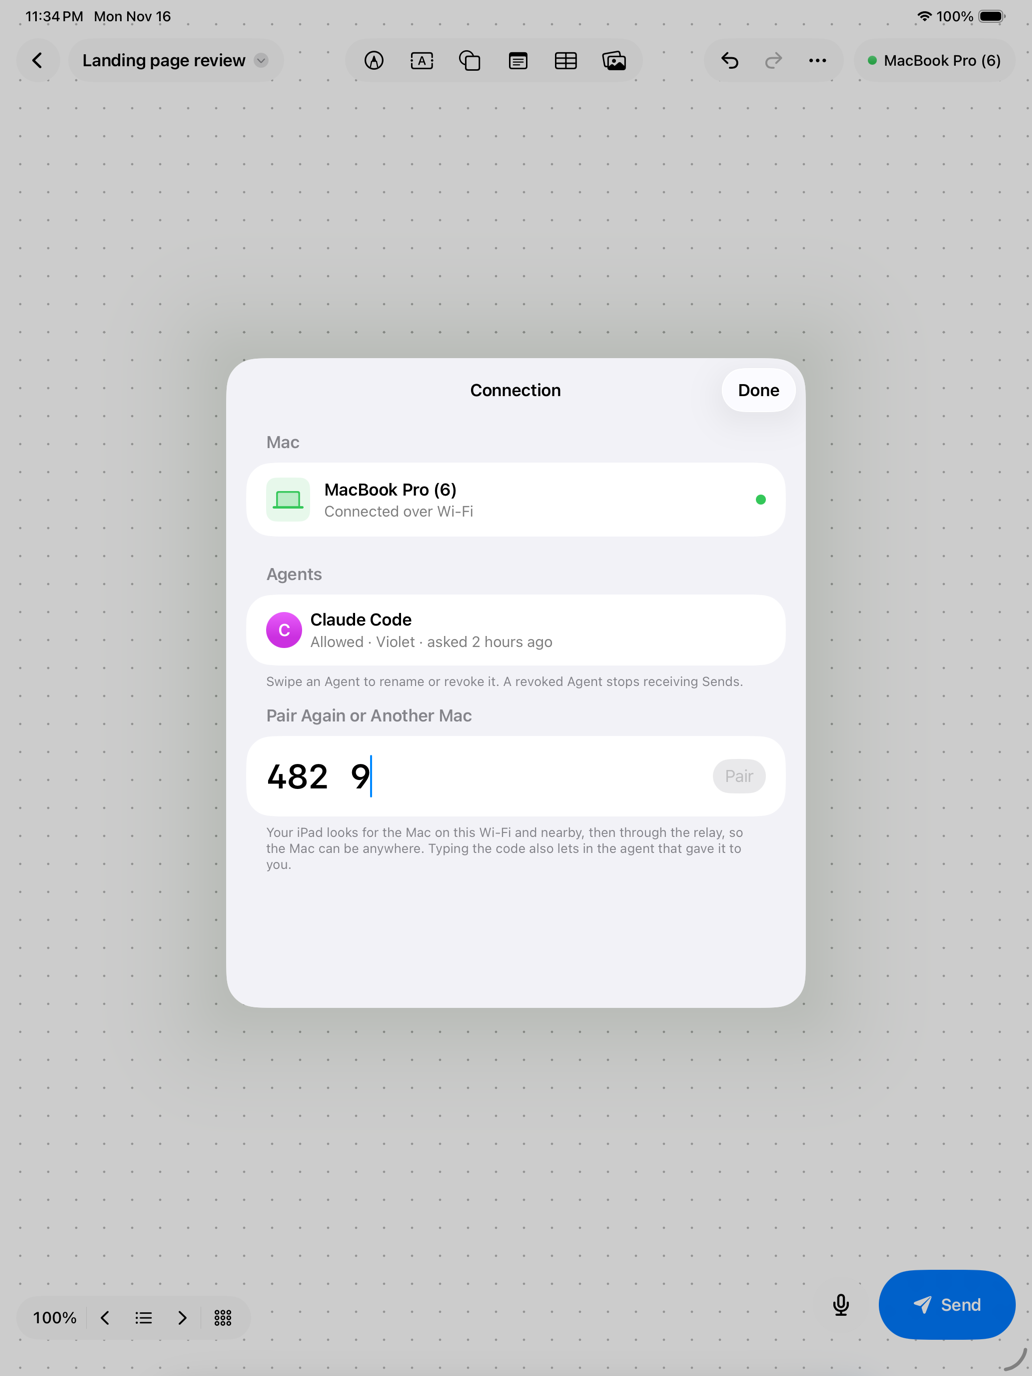 11:34 PM Mon Nov 16
100%
Landing page review
A
MacBook Pro (6)
Connection
Done
Mac
MacBook Pro (6)
Connected over Wi-Fi
Agents
C
Claude Code
Allowed · Violet · asked 2 hours ago
Swipe an Agent to rename or revoke it. A revoked Agent stops receiving Sends.
Pair Again or Another Mac
482 9
Pair
Your iPad looks for the Mac on this Wi-Fi and nearby, then through the relay, so
the Mac can be anywhere. Typing the code also lets in the agent that gave it to
you.
100%
Send